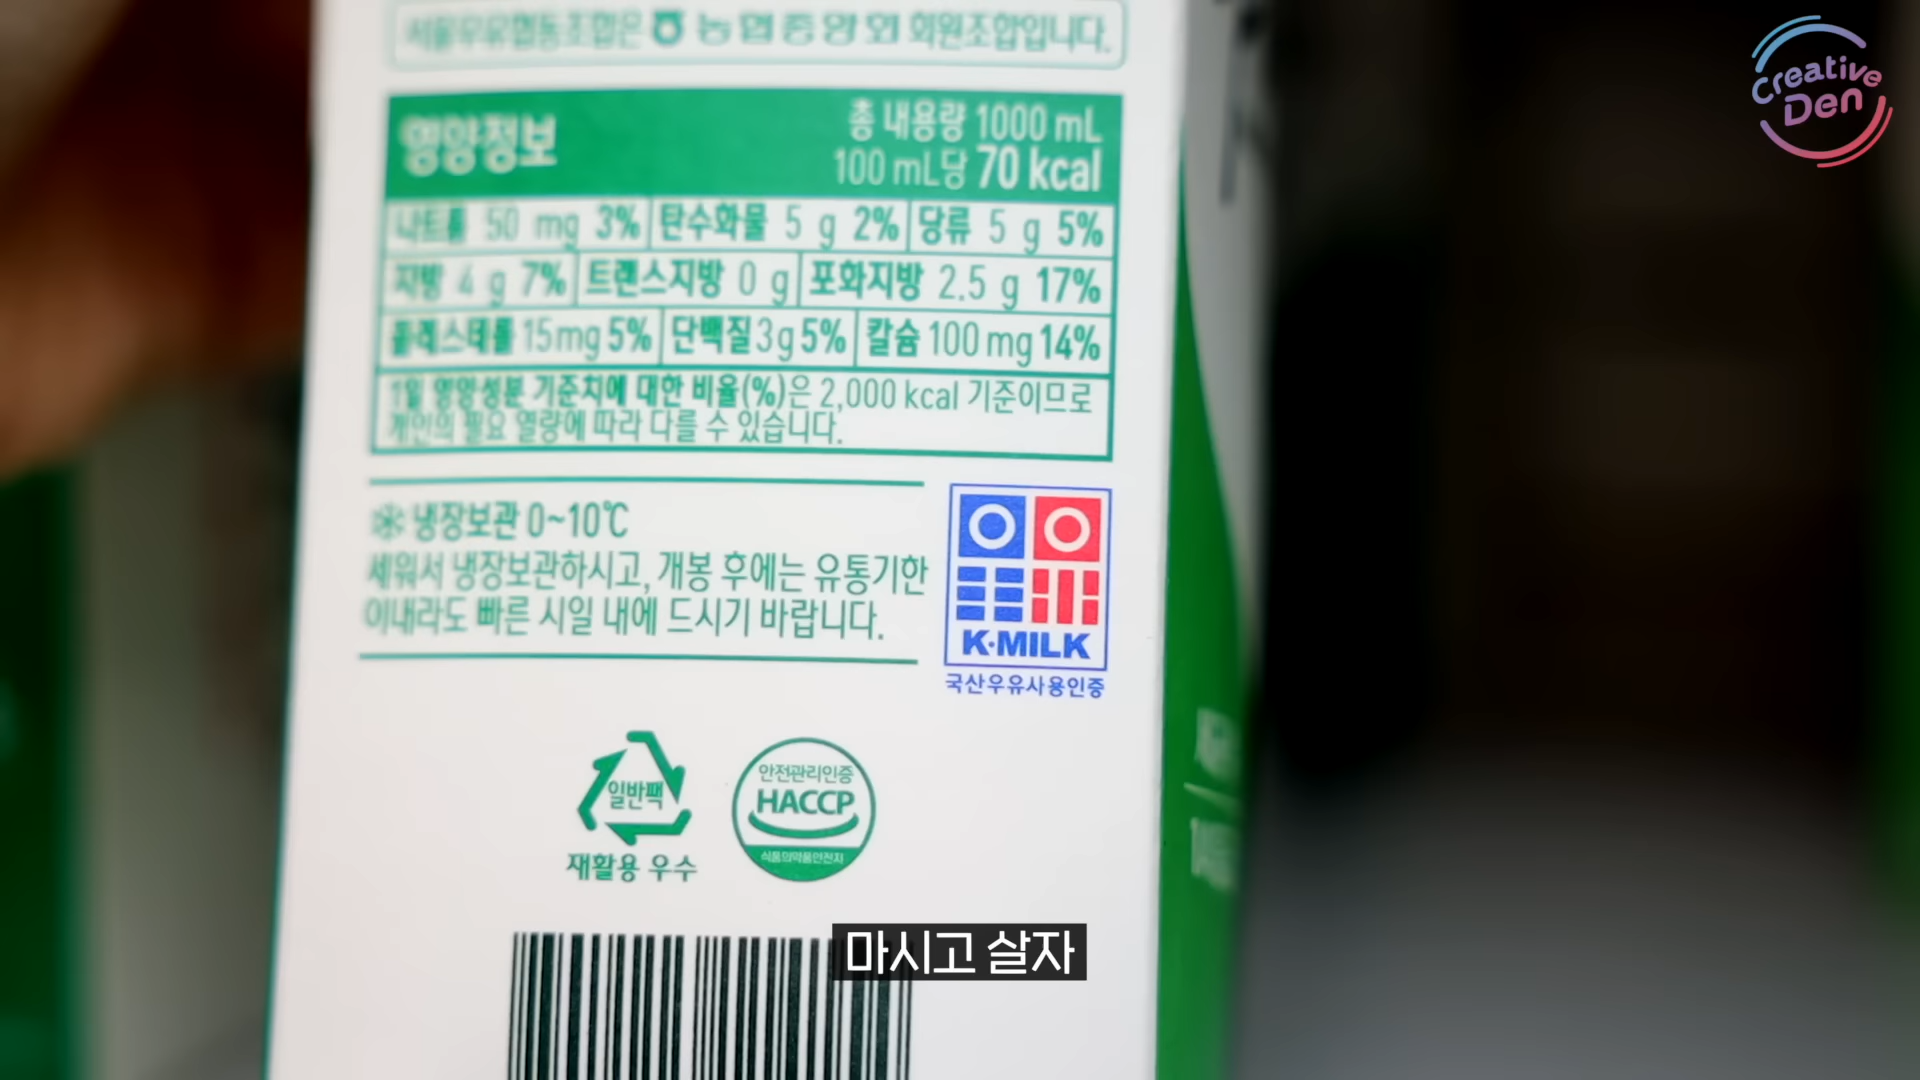 서울우유협동조합은 농협중앙회 회원조합입니다.
Creative
Den
영양정보
총 내용량 1000 mL
100 mL당 70 kcal
나트륨 50 mg 3% 탄수화물 5 g 2% 당류 5 g 5%
지방 4 g 7% 트랜스지방 0 g 포화지방 2.5 g 17%
콜레스테롤 15mg 5% 단백질 3g 5% 칼슘 100 mg 14%
1일 영양성분 기준치에 대한 비율(%)은 2,000 kcal 기준이므로
개인의 필요 열량에 따라 다를 수 있습니다.
냉장보관 0~10℃
세워서 냉장보관하시고, 개봉 후에는 유통기한
이내라도 빠른 시일 내에 드시기 바랍니다.
K·MILK
국산우유사용인증
일반팩
재활용 우수
안전관리인증
HACCP
식품의약품안전처
마시고 살자